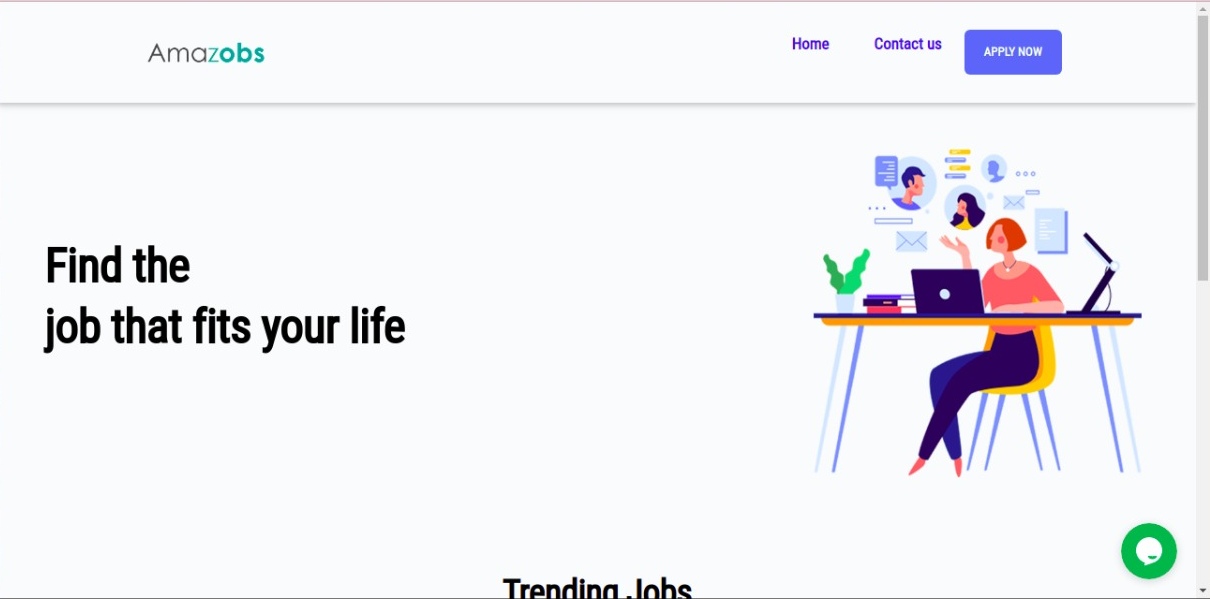 Amazobs
Home
Contact us
APPLY NOW
Find the
job that fits your life
Trending Jobs